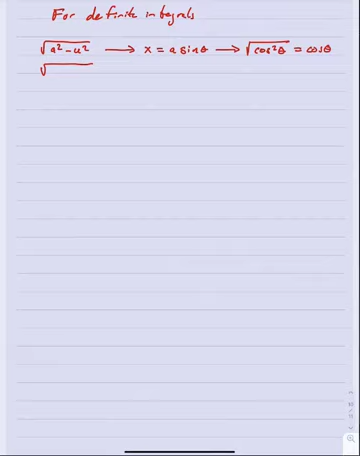 For definite integrals
√(a² - u²) → x = a sinθ → √(cos²θ) = cosθ
√